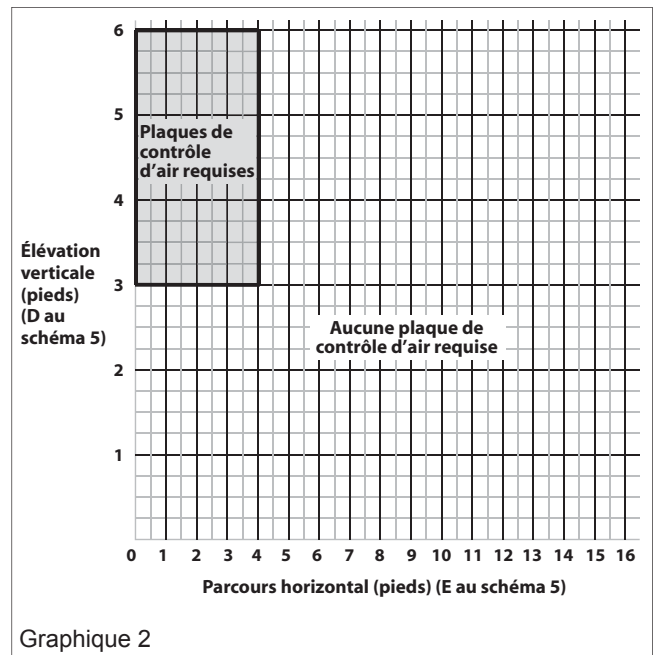 6
5
Plaques de
contrôle
d'air requises
4
Élévation
verticale
(pieds)
(D au
schéma 5)
3
Aucune plaque de
contrôle d'air requise
2
1
0 1 2 3 4 5 6 7 8 9 10 11 12 13 14 15 16
Parcours horizontal (pieds) (E au schéma 5)
Graphique 2